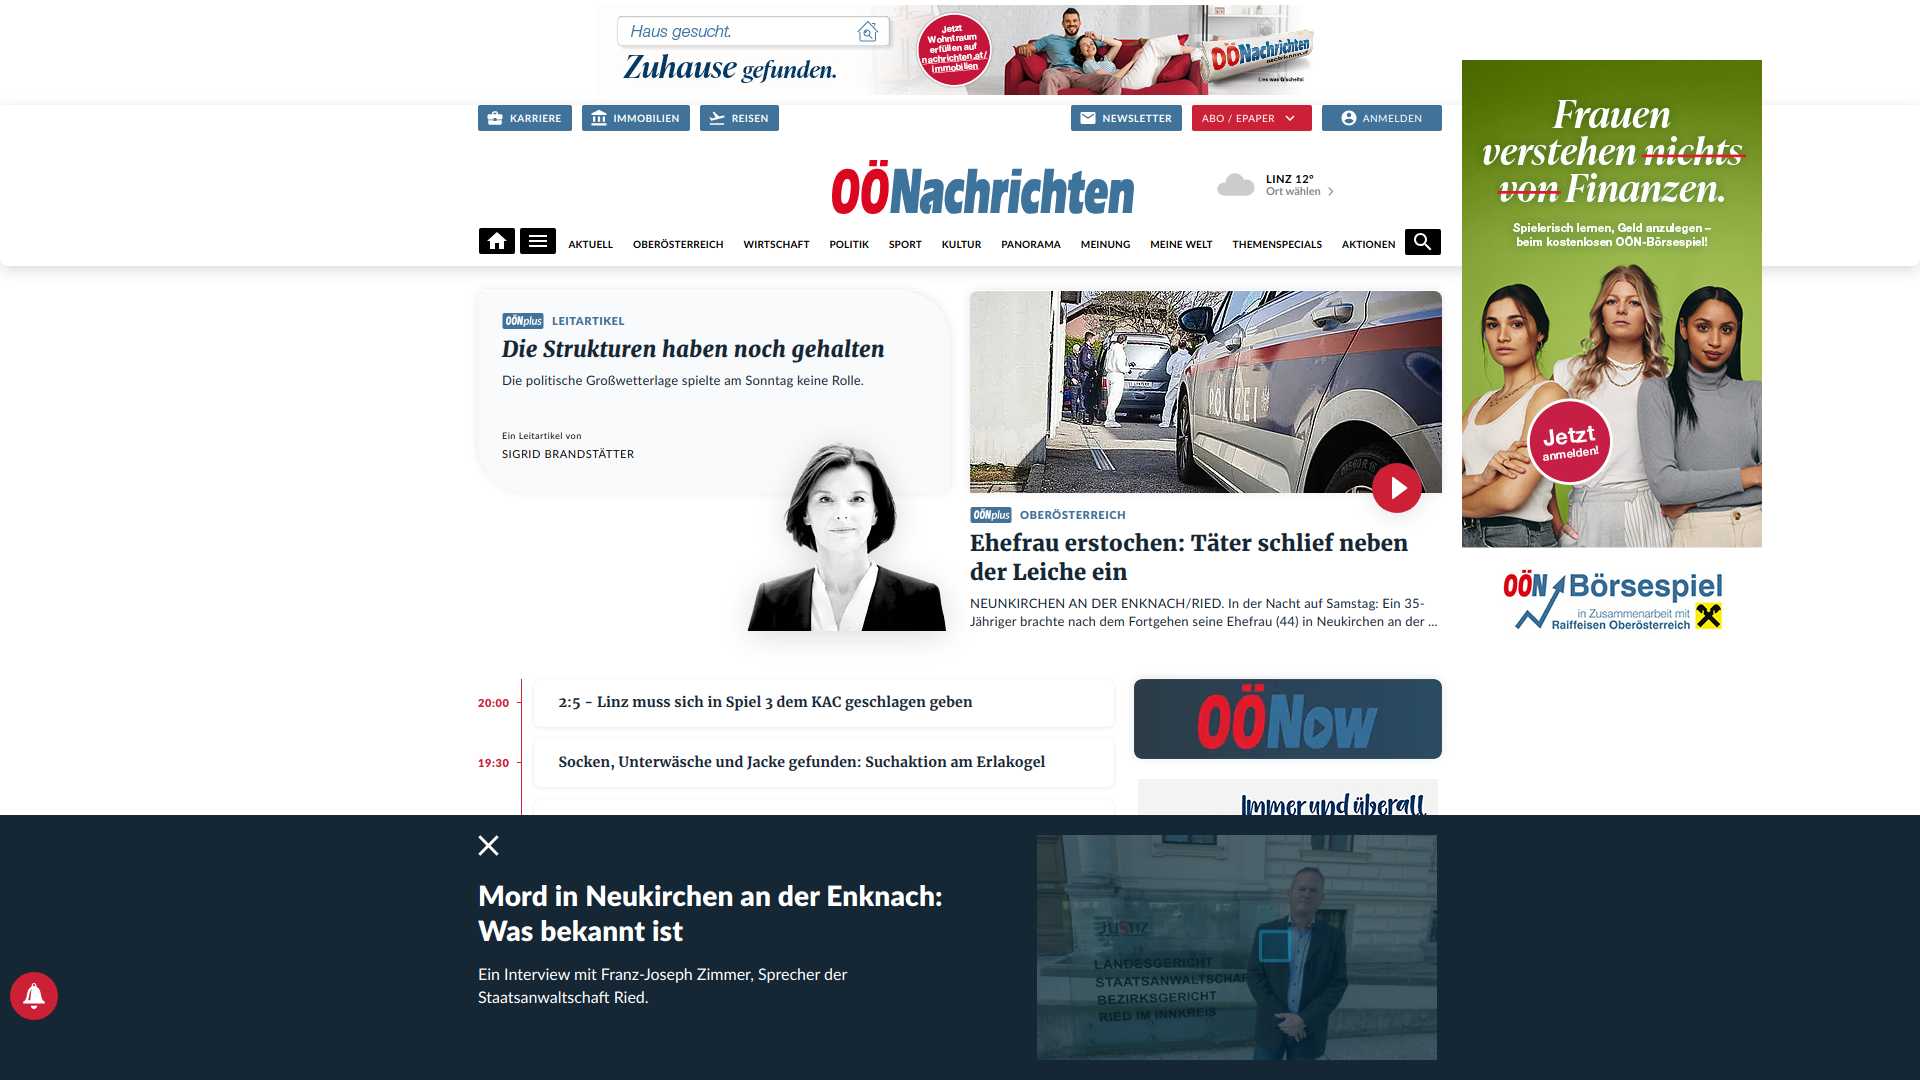 Haus gesucht.
Zuhause gefunden.
Jetzt
Wohntraum
erfüllen auf
nachrichten.at/
immobilien
OÖNachrichten
Lies was G'scheits!
KARRIERE
IMMOBILIEN
REISEN
NEWSLETTER
ABO / EPAPER
ANMELDEN
OÖNachrichten
LINZ 12°
Ort wählen
AKTUELL
OBERÖSTERREICH
WIRTSCHAFT
POLITIK
SPORT
KULTUR
PANORAMA
MEINUNG
MEINE WELT
THEMENSPECIALS
AKTIONEN
Frauen
verstehen nichts
von Finanzen.
Spielerisch lernen, Geld anzulegen –
beim kostenlosen OÖN-Börsespiel!
Jetzt
anmelden!
OÖN Börsespiel
in Zusammenarbeit mit
Raiffeisen Oberösterreich
OÖNplus LEITARTIKEL
Die Strukturen haben noch gehalten
Die politische Großwetterlage spielte am Sonntag keine Rolle.
Ein Leitartikel von
SIGRID BRANDSTÄTTER
POLIZEI
OÖNplus OBERÖSTERREICH
Ehefrau erstochen: Täter schlief neben
der Leiche ein
NEUNKIRCHEN AN DER ENKNACH/RIED. In der Nacht auf Samstag: Ein 35-
Jähriger brachte nach dem Fortgehen seine Ehefrau (44) in Neukirchen an der ...
20:00
2:5 - Linz muss sich in Spiel 3 dem KAC geschlagen geben
19:30
Socken, Unterwäsche und Jacke gefunden: Suchaktion am Erlakogel
OÖNow
Immer und überall
Mord in Neukirchen an der Enknach:
Was bekannt ist
Ein Interview mit Franz-Joseph Zimmer, Sprecher der
Staatsanwaltschaft Ried.
JUSTIZ
LANDESGERICHT
STAATSANWALTSCHAF
BEZIRKSGERICHT
RIED IM INNKREIS